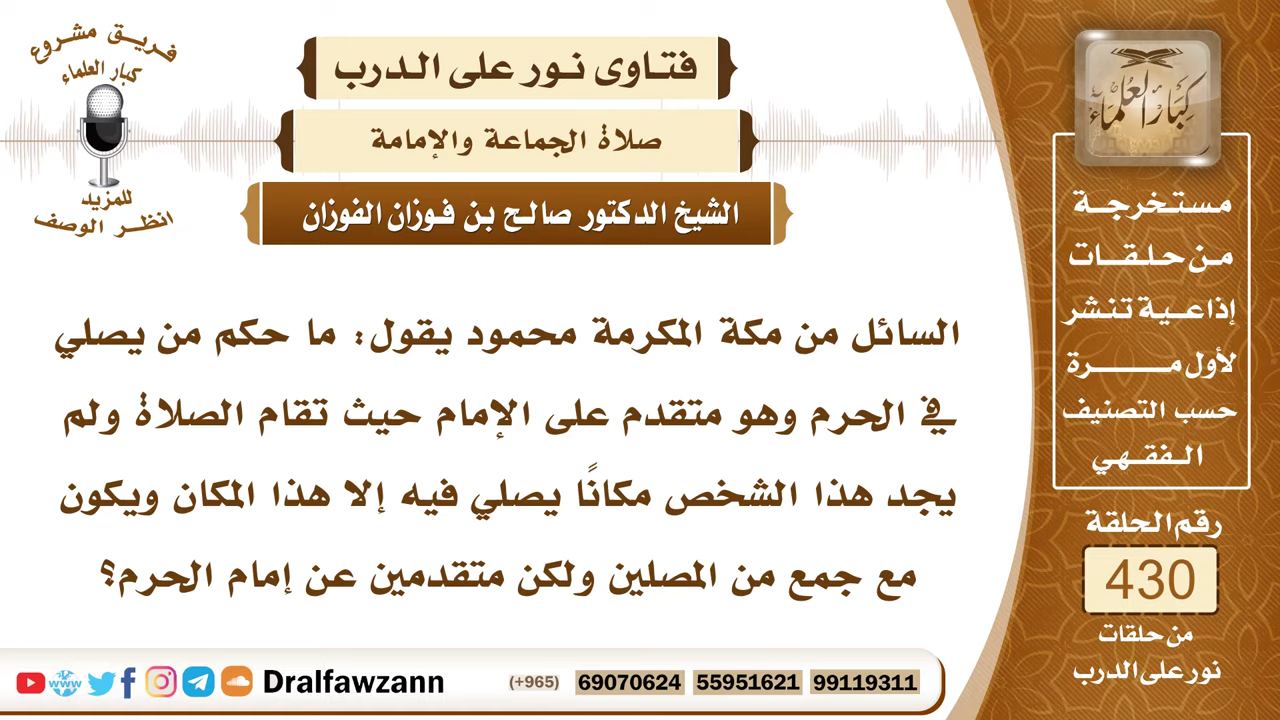 فريق مشروع
كبار العلماء
للمزيد
انظر الوصف
فتاوى نور على الدرب
صلاة الجماعة والإمامة
الشيخ الدكتور صالح بن فوزان الفوزان
السائل من مكة المكرمة محمود يقول: ما حكم من يصلي
في الحرم وهو متقدم على الإمام حيث تقام الصلاة ولم
يجد هذا الشخص مكانًا يصلي فيه إلا هذا المكان ويكون
مع جمع من المصلين ولكن متقدمين عن إمام الحرم؟
كبار العلماء
مستخرجة
من حلقات
إذاعية تنشر
لأول مرة
حسب التصنيف
الفقهي
رقم الحلقة
430
من حلقات
نور على الدرب
www
Dralfawzann
(+965) 69070624 55951621 99119311